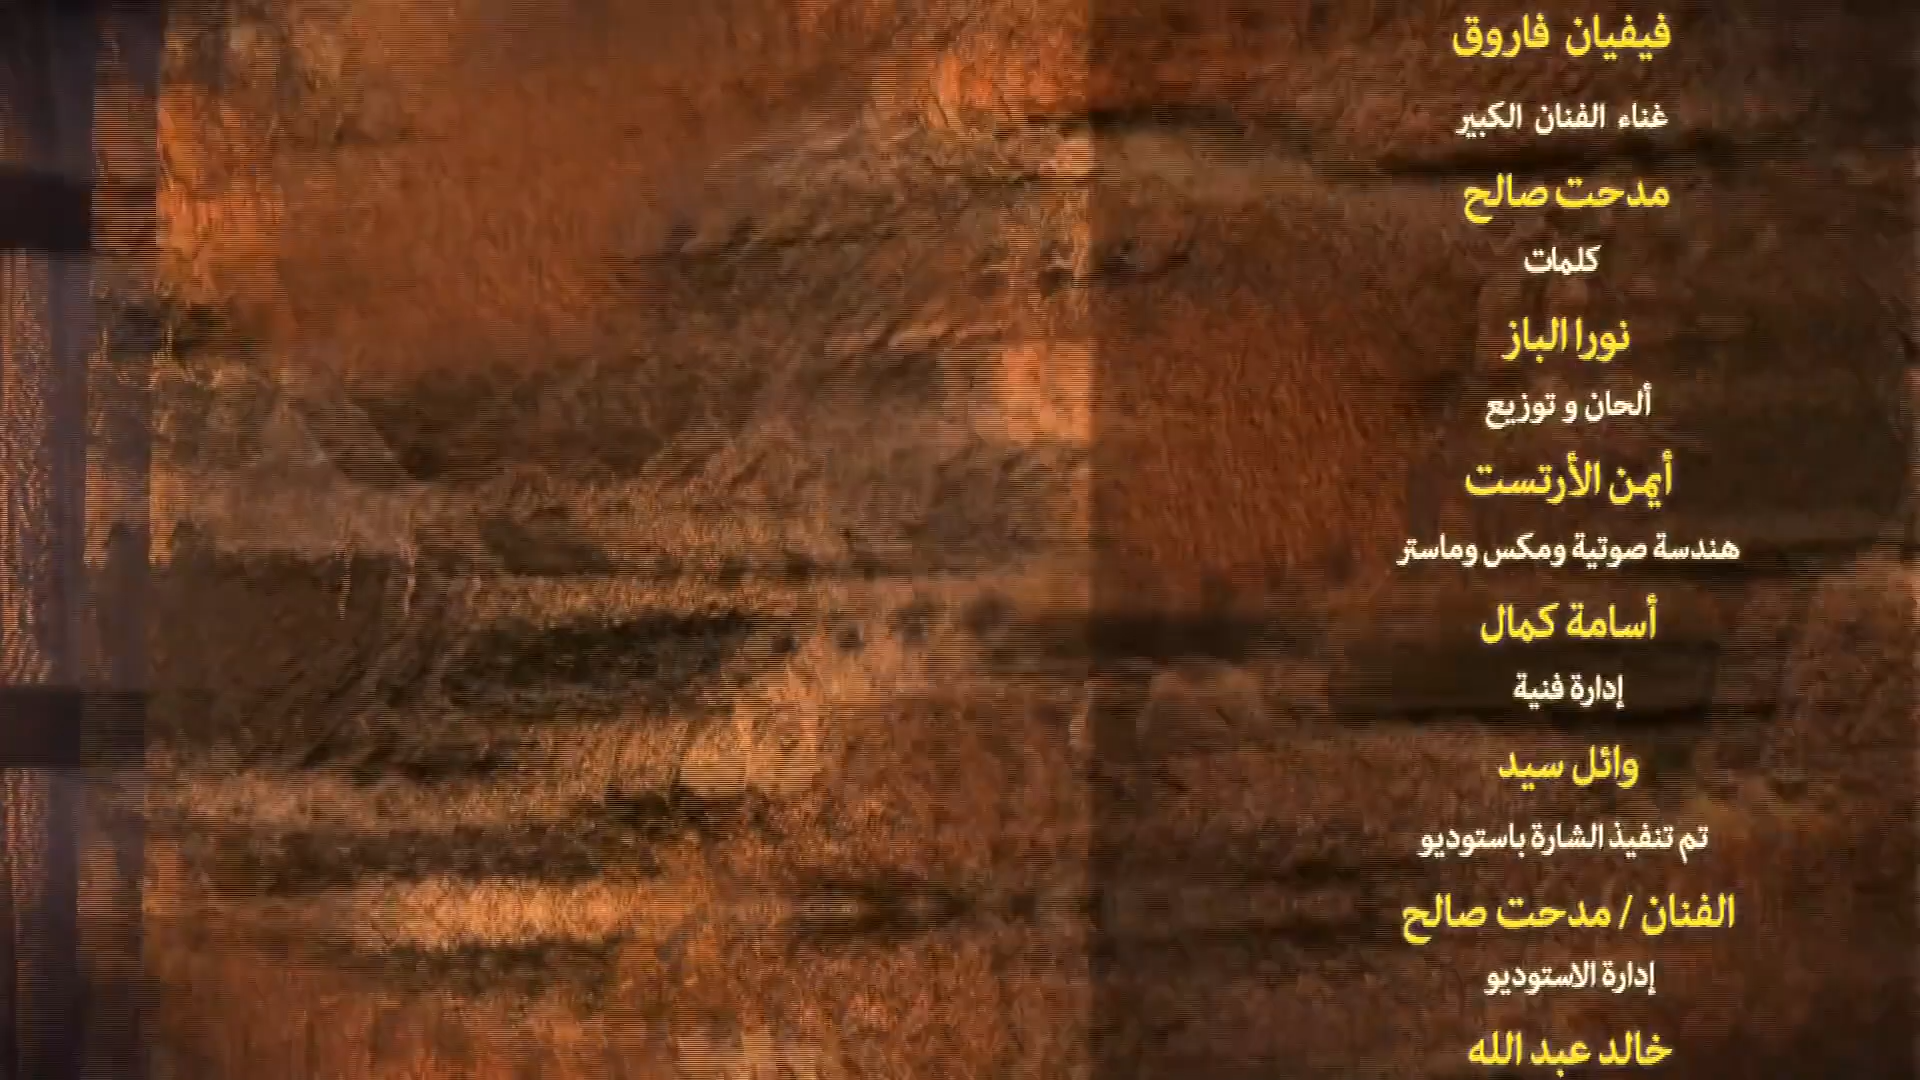 فيفيان فاروق
غناء الفنان الكبير
مدحت صالح
كلمات
نورا الباز
ألحان و توزيع
أيمن الأرتست
هندسة صوتية ومكس وماستر
أسامة كمال
إدارة فنية
وائل سيد
تم تنفيذ الشارة باستوديو
الفنان / مدحت صالح
إدارة الاستوديو
خالد عبد الله